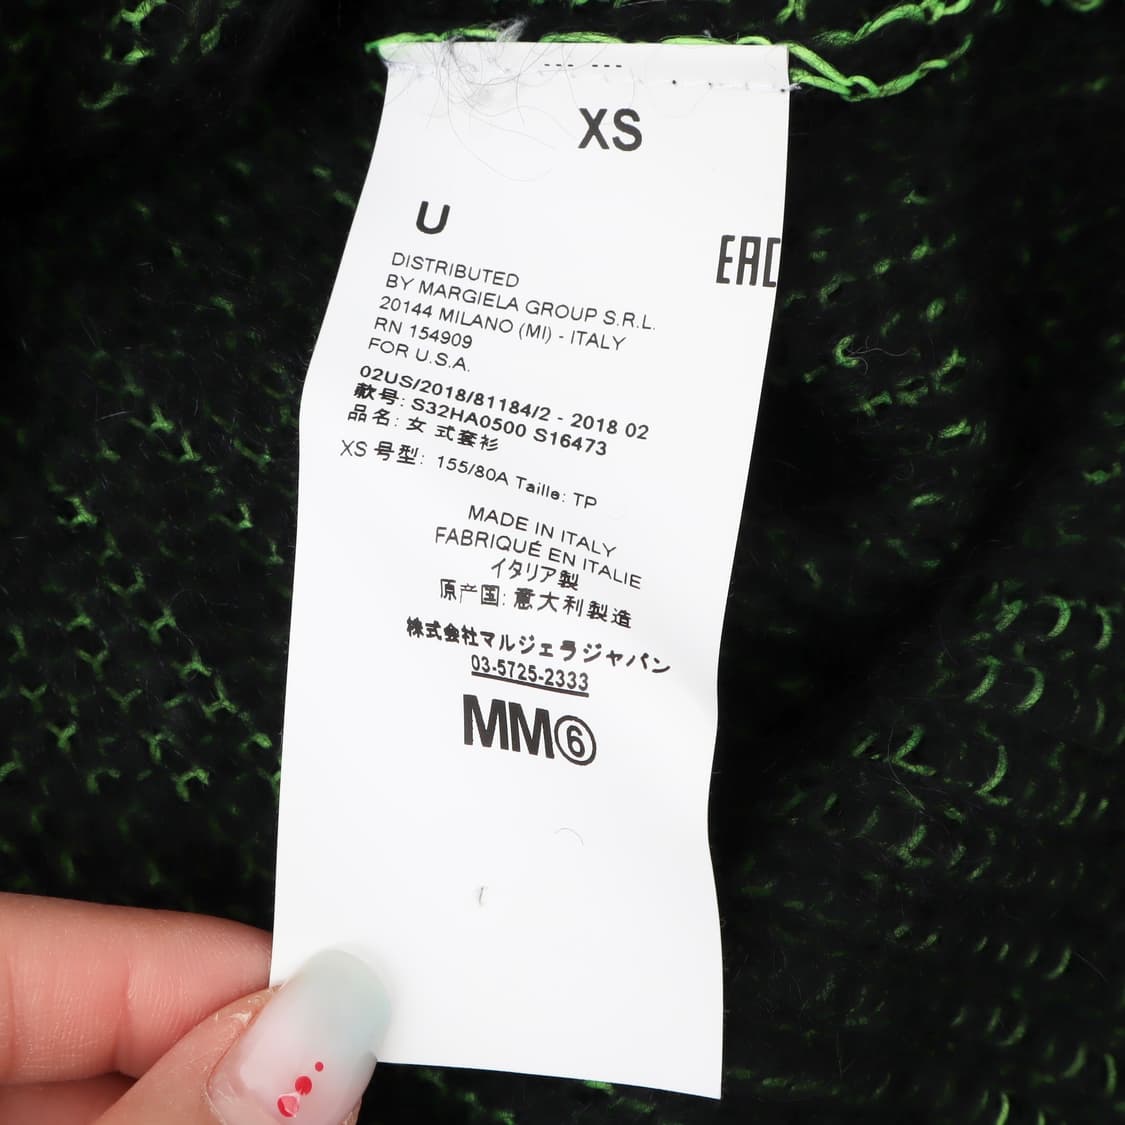 XS
U
EAC
DISTRIBUTED
BY MARGIELA GROUP S.R.L.
20144 MILANO (MI) - ITALY
RN 154909
FOR U.S.A.
02US/2018/81184/2 - 2018 02
款号: S32HA0500 S16473
品名: 女 式套衫
XS 号型: 155/80A Taille: TP
MADE IN ITALY
FABRIQUÉ EN ITALIE
イタリア製
原产国: 意大利製造
株式会社マルジェラジャパン
03-5725-2333
MM⑥